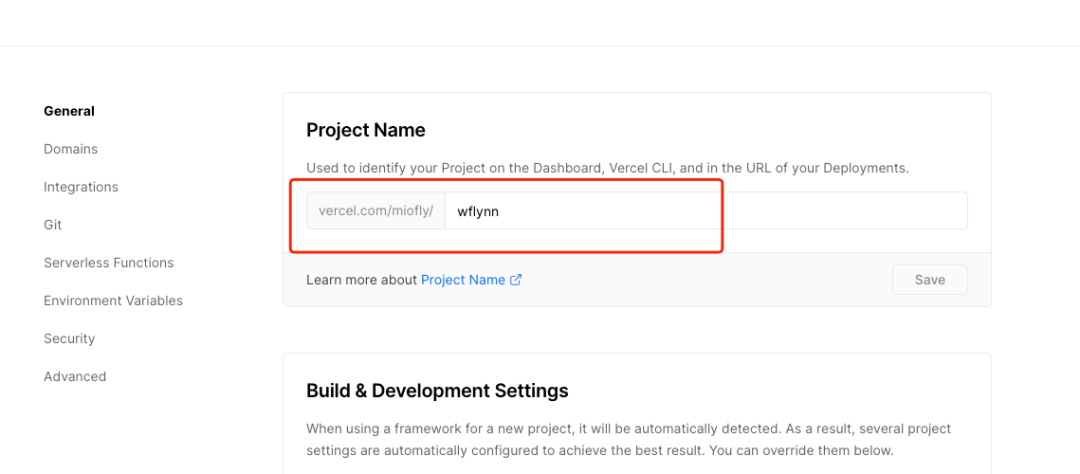 General
Domains
Integrations
Git
Serverless Functions
Environment Variables
Security
Advanced
Project Name
Used to identify your Project on the Dashboard, Vercel CLI, and in the URL of your Deployments.
vercel.com/miofly/ wflynn
Learn more about Project Name
Save
Build & Development Settings
When using a framework for a new project, it will be automatically detected. As a result, several project
settings are automatically configured to achieve the best result. You can override them below.